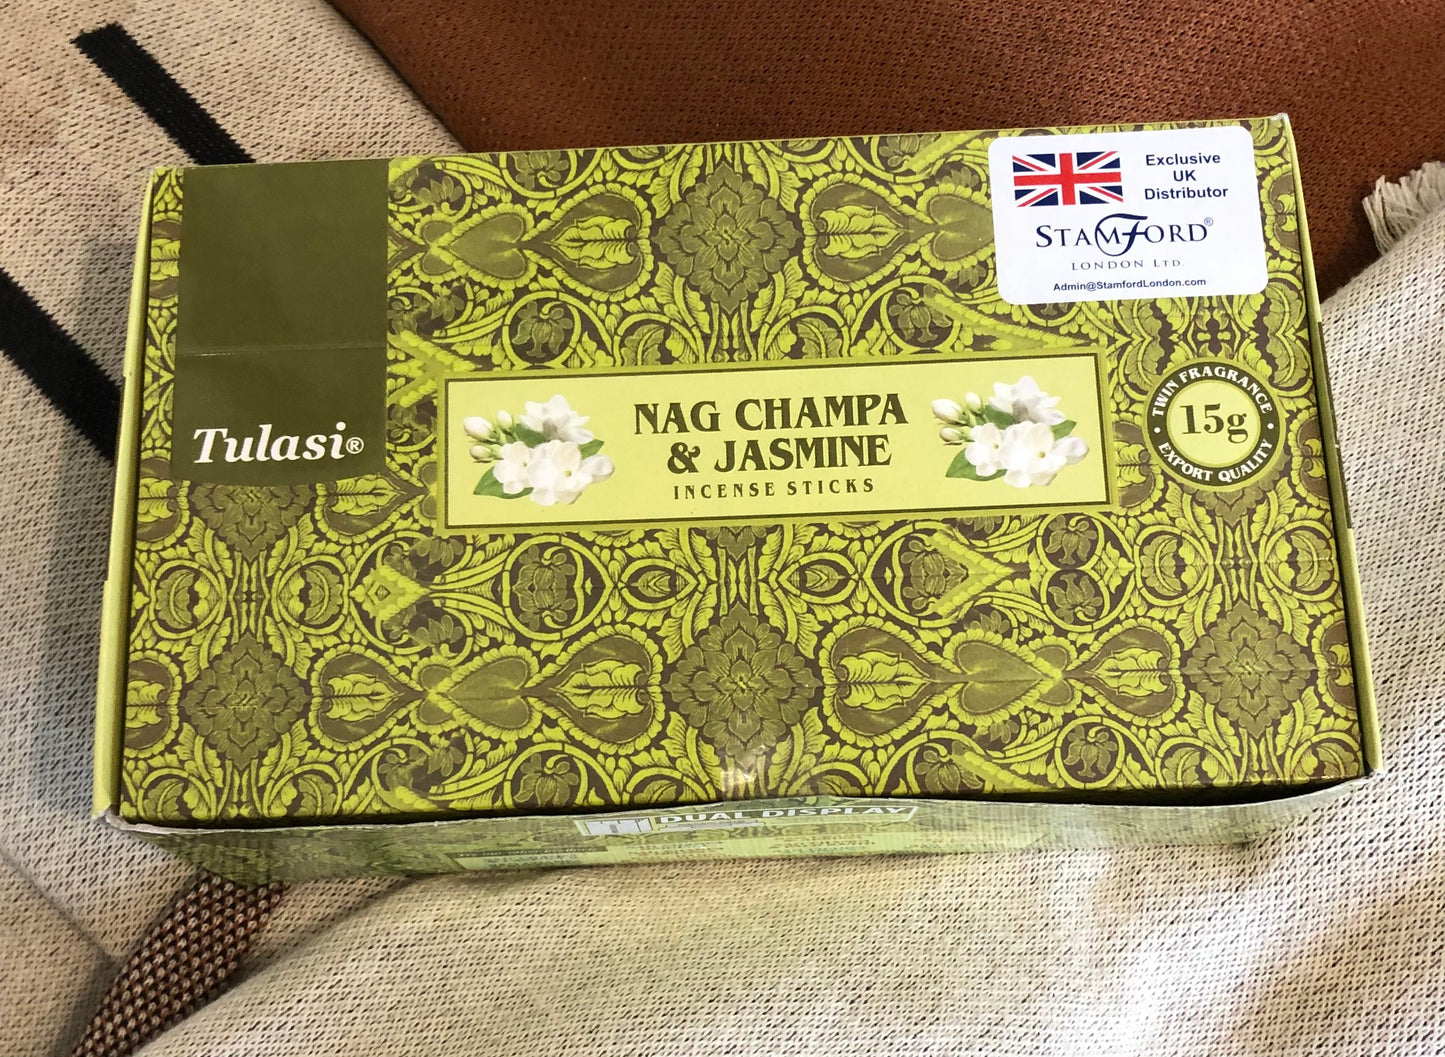 Exclusive
UK
Distributor
STAMFORD®
LONDON LTD.
Admin@StamfordLondon.com
Tulasi®
NAG CHAMPA
& JASMINE
INCENSE STICKS
TWIN FRAGRANCE
15g
EXPORT QUALITY
DUAL DISPLAY